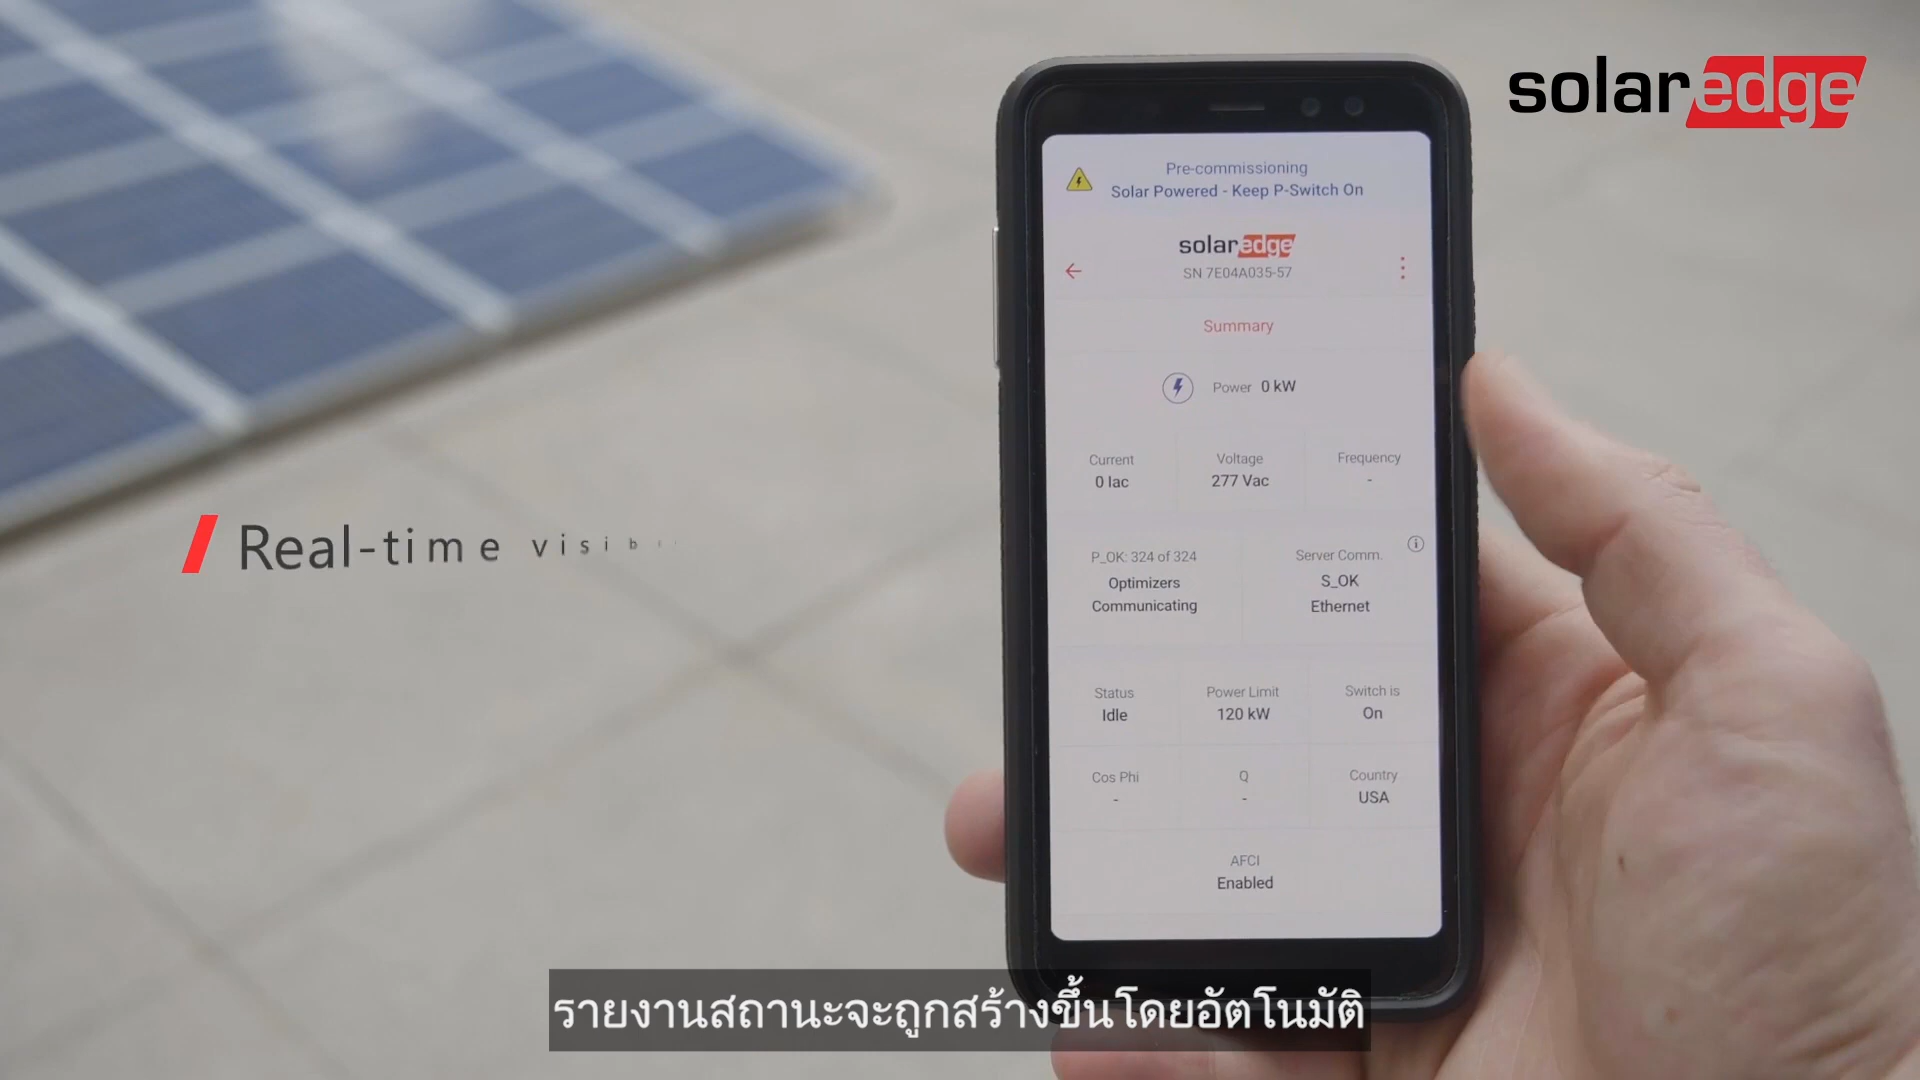 solaredge
Pre-commissioning
Solar Powered - Keep P-Switch On
solaredge
SN 7E04A035-57
Summary
Power 0 kW
Current
0 Iac
Voltage
277 Vac
Frequency
-
P_OK: 324 of 324
Optimizers
Communicating
Server Comm.
S_OK
Ethernet
Status
Idle
Power Limit
120 kW
Switch is
On
Cos Phi
-
Q
-
Country
USA
AFCI
Enabled
Real-time visib
รายงานสถานะจะถูกสร้างขึ้นโดยอัตโนมัติ